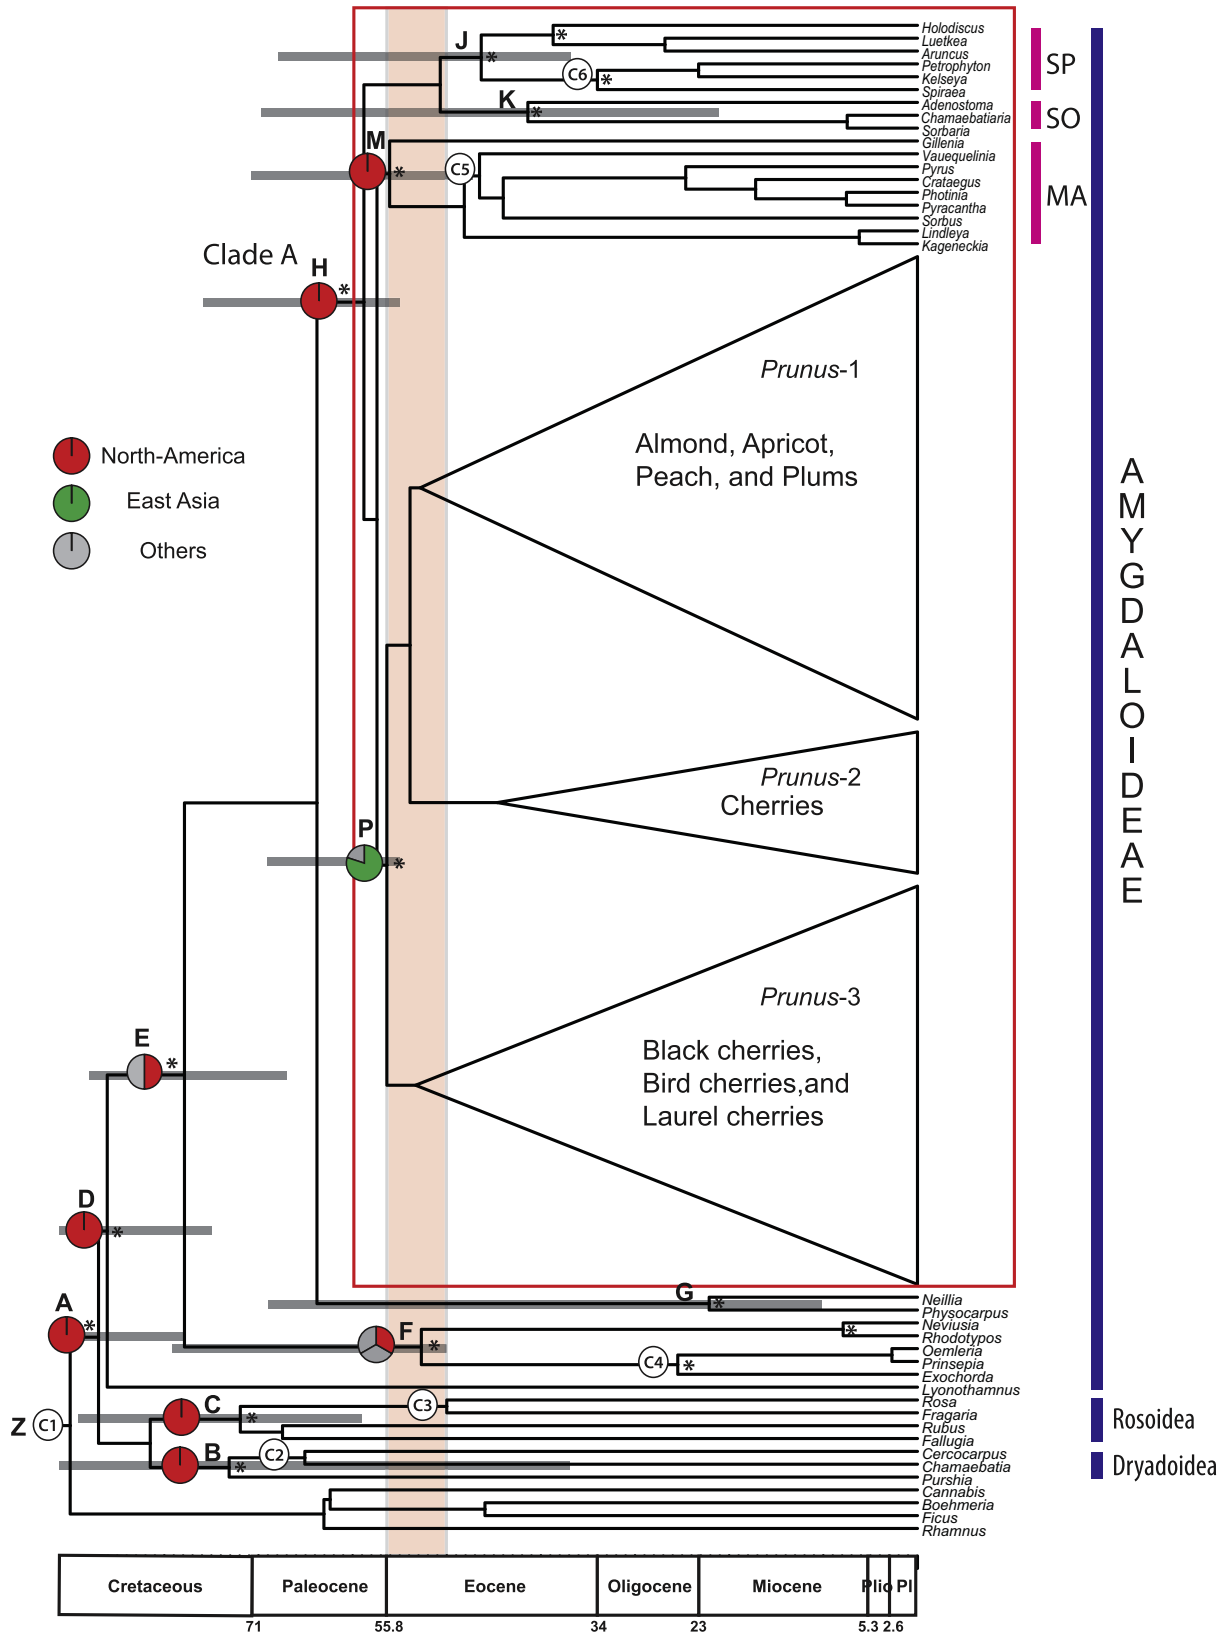 J
*
*
C6
*
K
*
M
*
C5
Holodiscus
Luetkea
Aruncus
Petrophyton
Kelseya
Spiraea
Adenostoma
Chamaebatiaria
Sorbaria
Gillenia
Vauequelinia
Pyrus
Crataegus
Photinia
Pyracantha
Sorbus
Lindleya
Kageneckia
SP
SO
MA
Clade A
H
*
Prunus-1
Almond, Apricot,
Peach, and Plums
North-America
East Asia
Others
AMYGDALOIDEAE
Prunus-2
Cherries
P
*
Prunus-3
Black cherries,
Bird cherries,and
Laurel cherries
E
*
D
*
A
*
G
*
F
*
*
C4
*
Z
C1
C
*
C3
B
*
C2
Neillia
Physocarpus
Neviusia
Rhodotypos
Oemleria
Prinsepia
Exochorda
Lyonothamnus
Rosa
Fragaria
Rubus
Fallugia
Cercocarpus
Chamaebatia
Purshia
Cannabis
Boehmeria
Ficus
Rhamnus
Rosoidea
Dryadoidea
Cretaceous Paleocene Eocene Oligocene Miocene Plio Pl
71 55.8 34 23 5.3 2.6